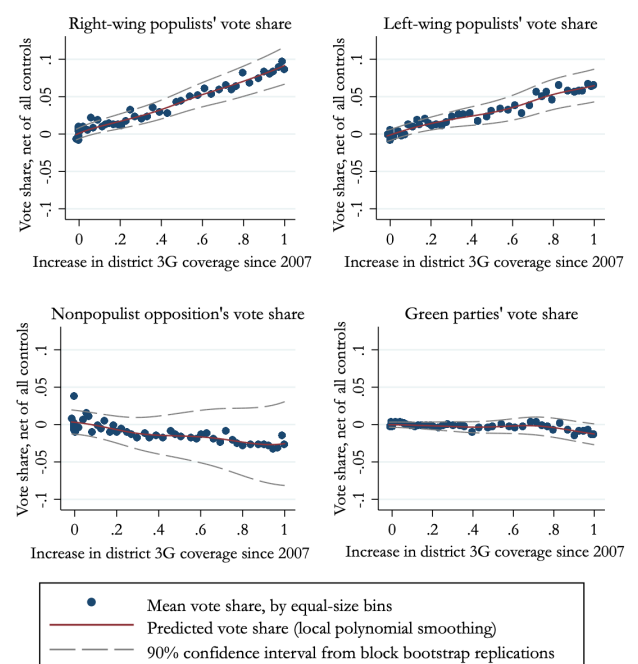 Right-wing populists' vote share
Vote share, net of all controls
.1
.05
0
-.05
-.1
0 .2 .4 .6 .8 1
Increase in district 3G coverage since 2007
Left-wing populists' vote share
Vote share, net of all controls
.1
.05
0
-.05
-.1
0 .2 .4 .6 .8 1
Increase in district 3G coverage since 2007
Nonpopulist opposition's vote share
Vote share, net of all controls
.1
.05
0
-.05
-.1
0 .2 .4 .6 .8 1
Increase in district 3G coverage since 2007
Green parties' vote share
Vote share, net of all controls
.1
.05
0
-.05
-.1
0 .2 .4 .6 .8 1
Increase in district 3G coverage since 2007
Mean vote share, by equal-size bins
Predicted vote share (local polynomial smoothing)
90% confidence interval from block bootstrap replications